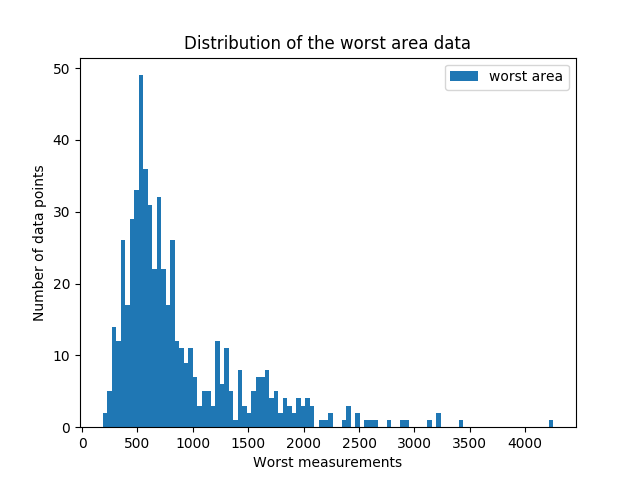 Distribution of the worst area data
worst area
50
40
30
20
10
0
Number of data points
0 500 1000 1500 2000 2500 3000 3500 4000
Worst measurements